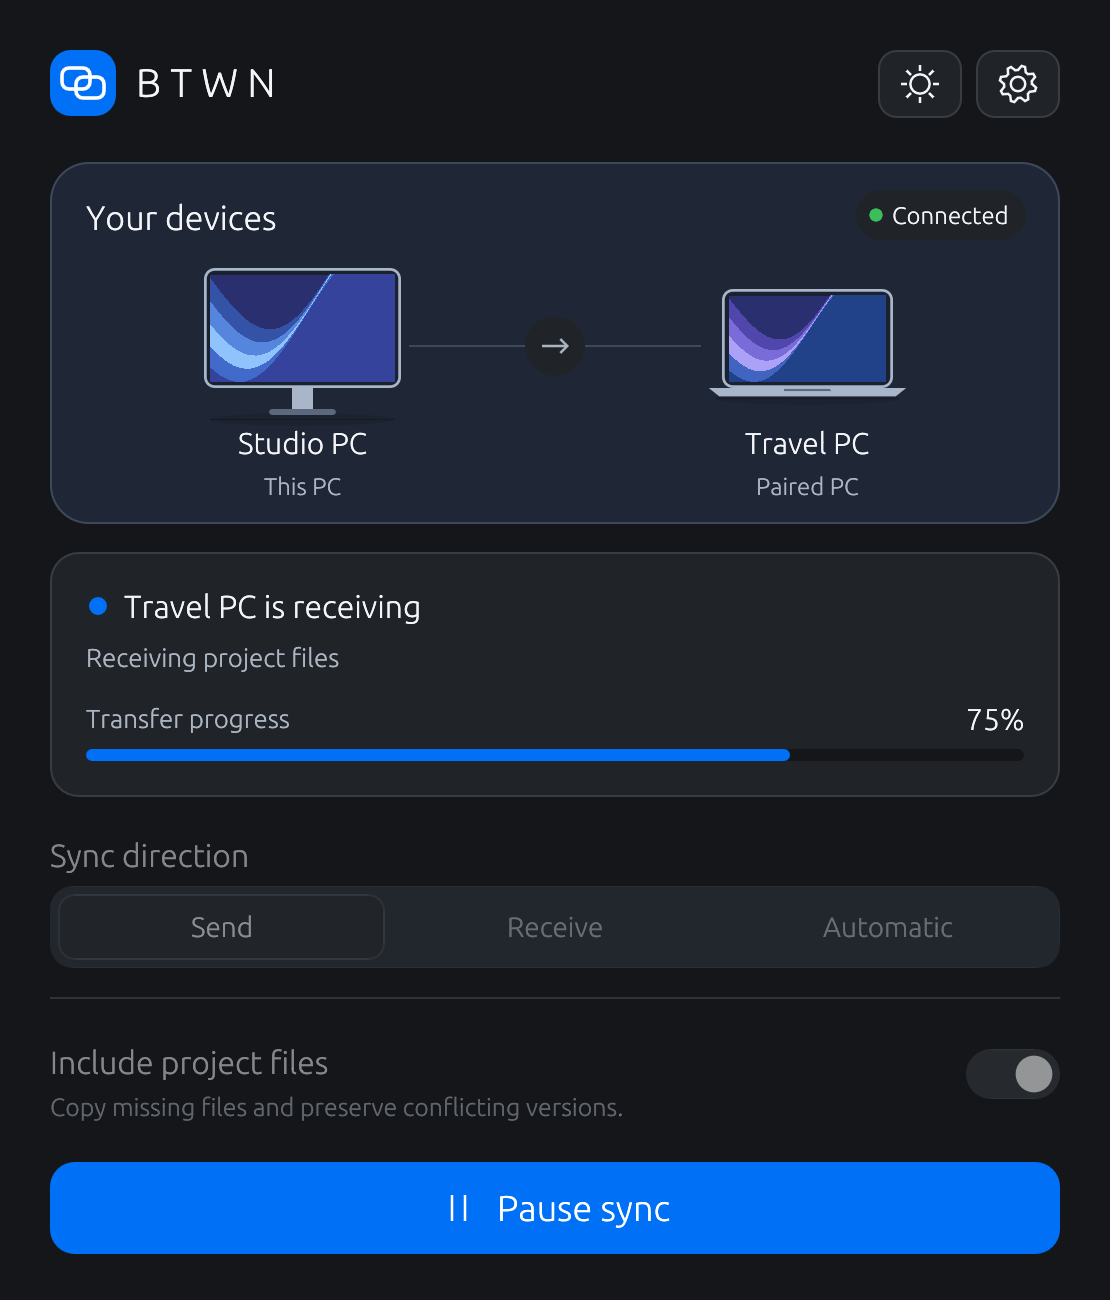 BTWN
Your devices
Connected
Studio PC
This PC
Travel PC
Paired PC
Travel PC is receiving
Receiving project files
Transfer progress
75%
Sync direction
Send
Receive
Automatic
Include project files
Copy missing files and preserve conflicting versions.
Pause sync